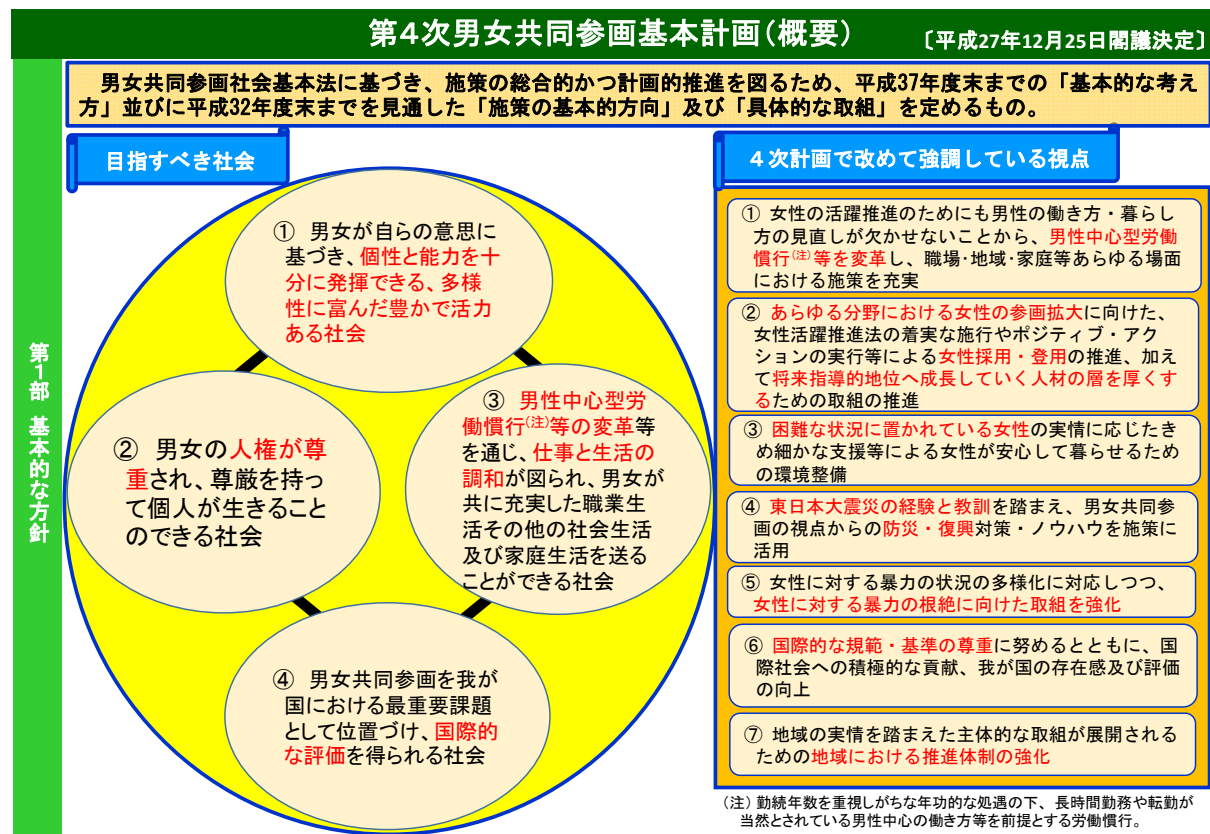 第4次男女共同参画基本計画(概要)
〔平成27年12月25日閣議決定〕
男女共同参画社会基本法に基づき、施策の総合的かつ計画的推進を図るため、平成37年度末までの「基本的な考え
方」並びに平成32年度末までを見通した「施策の基本的方向」及び「具体的な取組」を定めるもの。
第1部 基本的な方針
目指すべき社会
① 男女が自らの意思に
基づき、個性と能力を十
分に発揮できる、多様
性に富んだ豊かで活力
ある社会
② 男女の人権が尊
重され、尊厳を持っ
て個人が生きること
のできる社会
③ 男性中心型労
働慣行(注)等の変革等
を通じ、仕事と生活の
調和が図られ、男女が
共に充実した職業生
活その他の社会生活
及び家庭生活を送る
ことができる社会
④ 男女共同参画を我が
国における最重要課題
として位置づけ、国際的
な評価を得られる社会
4次計画で改めて強調している視点
① 女性の活躍推進のためにも男性の働き方・暮らし
方の見直しが欠かせないことから、男性中心型労働
慣行(注)等を変革し、職場・地域・家庭等あらゆる場面
における施策を充実
② あらゆる分野における女性の参画拡大に向けた、
女性活躍推進法の着実な施行やポジティブ・アク
ションの実行等による女性採用・登用の推進、加え
て将来指導的地位へ成長していく人材の層を厚くす
るための取組の推進
③ 困難な状況に置かれている女性の実情に応じたき
め細かな支援等による女性が安心して暮らせるため
の環境整備
④ 東日本大震災の経験と教訓を踏まえ、男女共同参
画の視点からの防災・復興対策・ノウハウを施策に
活用
⑤ 女性に対する暴力の状況の多様化に対応しつつ、
女性に対する暴力の根絶に向けた取組を強化
⑥ 国際的な規範・基準の尊重に努めるとともに、国
際社会への積極的な貢献、我が国の存在感及び評価
の向上
⑦ 地域の実情を踏まえた主体的な取組が展開される
ための地域における推進体制の強化
(注) 勤続年数を重視しがちな年功的な処遇の下、長時間勤務や転勤が
当然とされている男性中心の働き方等を前提とする労働慣行。